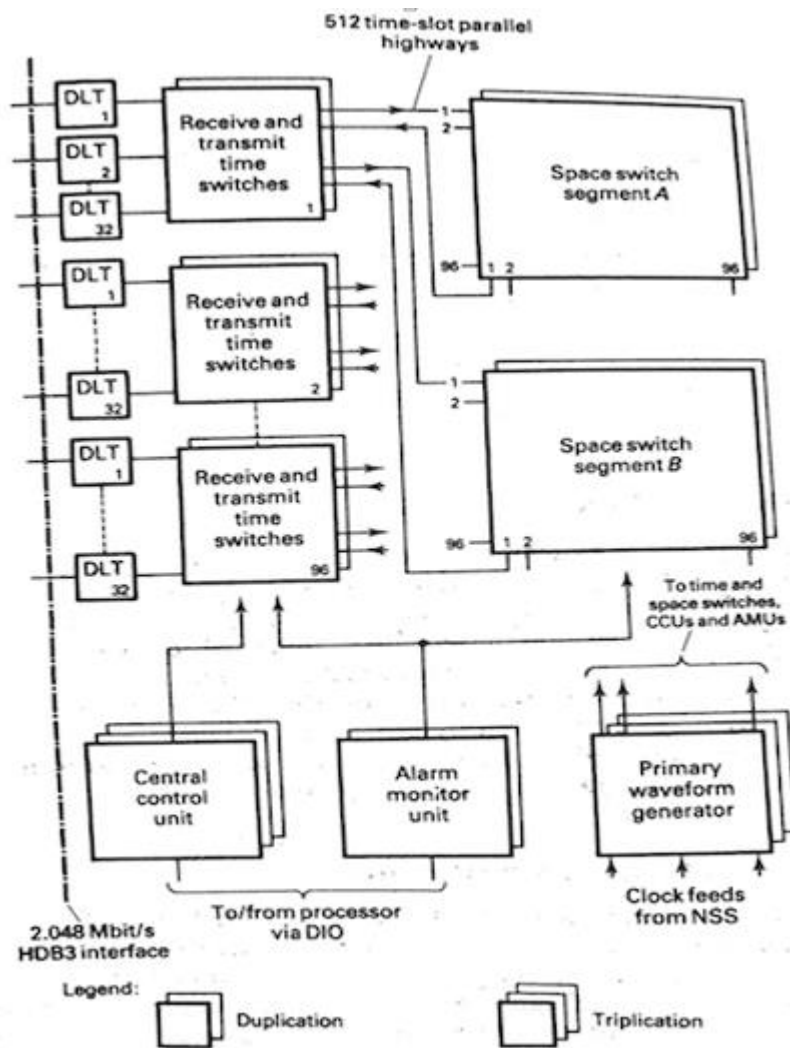 512 time-slot parallel
highways
DLT
1
DLT
2
DLT
32
Receive and
transmit
time
switches
1
1
2
Space switch
segment A
96
1 2 96
DLT
1
DLT
32
Receive and
transmit
time
switches
2
1
2
Space switch
segment B
96
1 2 96
DLT
1
DLT
32
Receive and
transmit
time
switches
96
To time and
space switches,
CCUs and AMUs
Central
control
unit
Alarm
monitor
unit
Primary
waveform
generator
To/from processor
via DIO
Clock feeds
from NSS
2.048 Mbit/s
HDB3 interface
Legend:
Duplication
Triplication